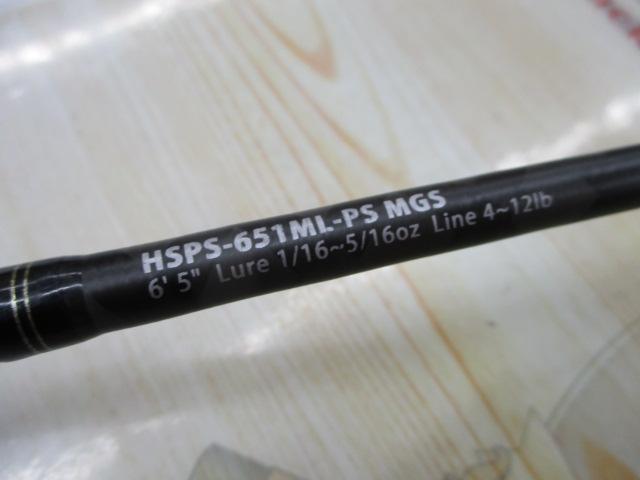 HSPS-651ML-PS MGS
6' 5" Lure 1/16~5/16oz Line 4~12lb